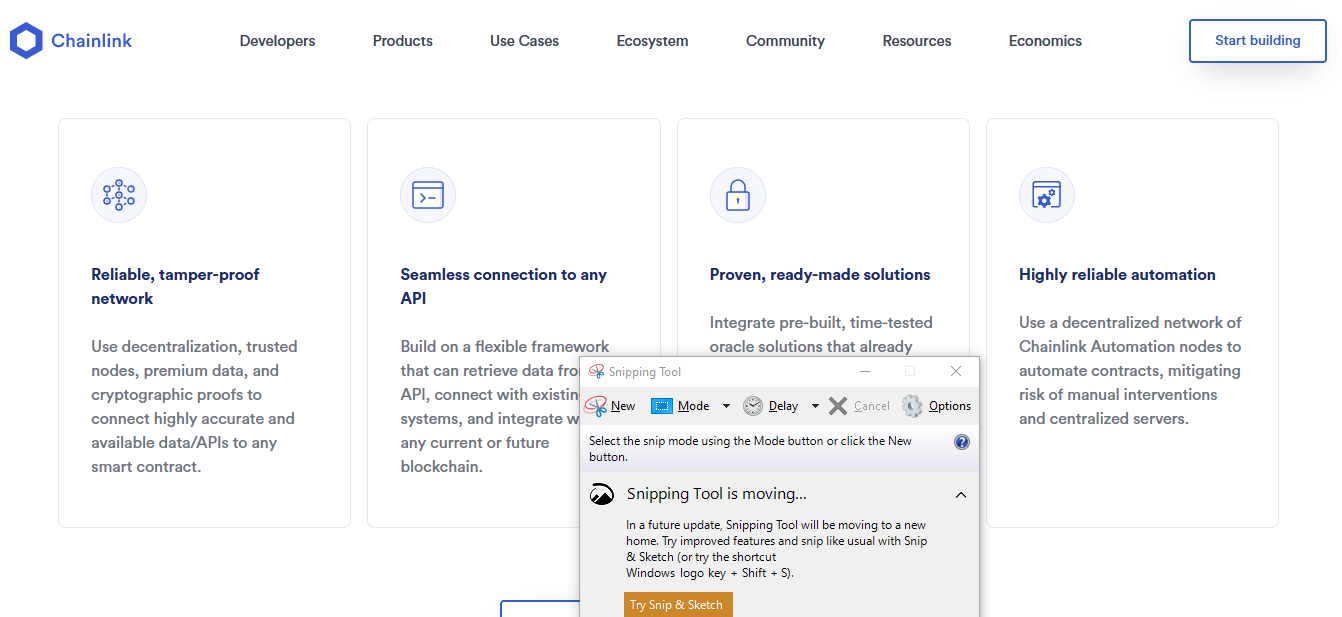 Chainlink
Developers
Products
Use Cases
Ecosystem
Community
Resources
Economics
Start building
Reliable, tamper-proof
network
Use decentralization, trusted
nodes, premium data, and
cryptographic proofs to
connect highly accurate and
available data/APIs to any
smart contract.
Seamless connection to any
API
Build on a flexible framework
that can retrieve data
API, connect with
systems, and integrate
any current or future
blockchain.
Proven, ready-made solutions
Integrate pre-built, time-tested
oracle solutions that already
Highly reliable automation
Use a decentralized network of
Chainlink Automation nodes to
automate contracts, mitigating
risk of manual interventions
and centralized servers.
Snipping Tool
New
Mode
Delay
Cancel
Options
Select the snip mode using the Mode button or click the New
button.
Snipping Tool is moving...
In a future update, Snipping Tool will be moving to a new
home. Try improved features and snip like usual with Snip
& Sketch (or try the shortcut
Windows logo key + Shift + S).
Try Snip & Sketch